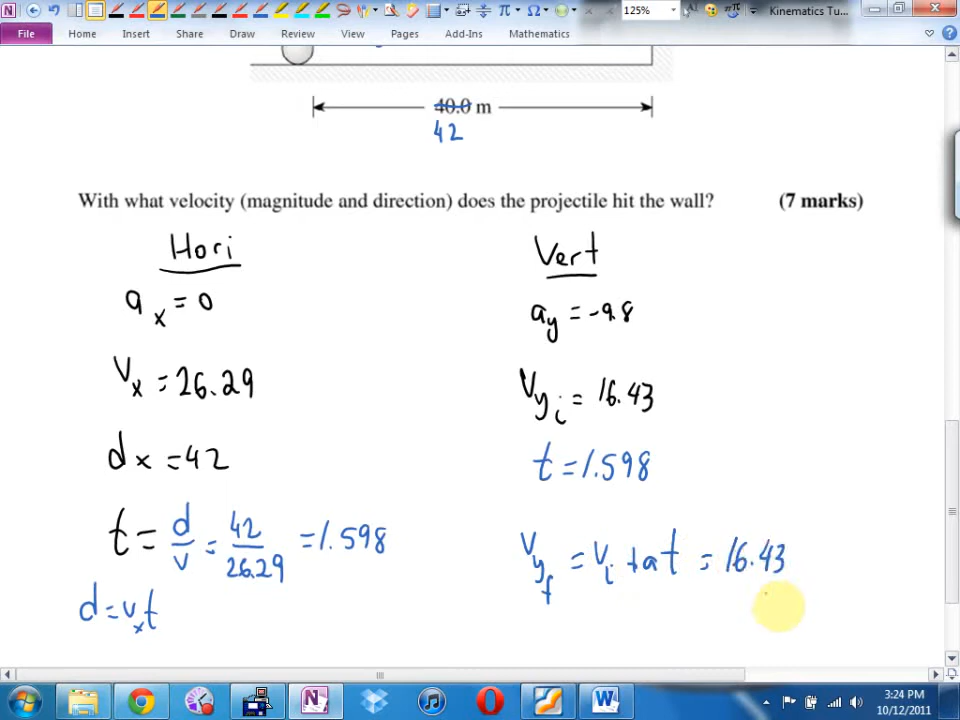 125% Kinematics Tu...
File Home Insert Share Draw Review View Pages Add-Ins Mathematics
40.0 m
42
With what velocity (magnitude and direction) does the projectile hit the wall? (7 marks)
Hori Vert
ax = 0 ay = -9.8
Vx = 26.29 Vyi = 16.43
dx = 42 t = 1.598
t = d/v = 42/26.29 = 1.598 Vyf = Vi + at = 16.43
d = vxt
3:24 PM
10/12/2011